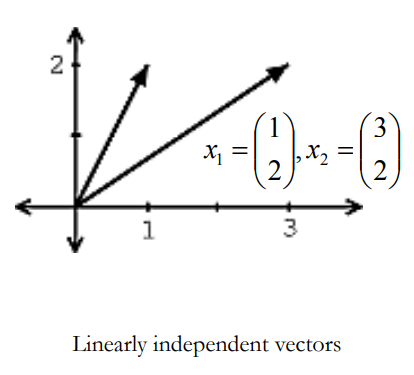 2
x₁ = (1 2), x₂ = (3 2)
1 3
Linearly independent vectors